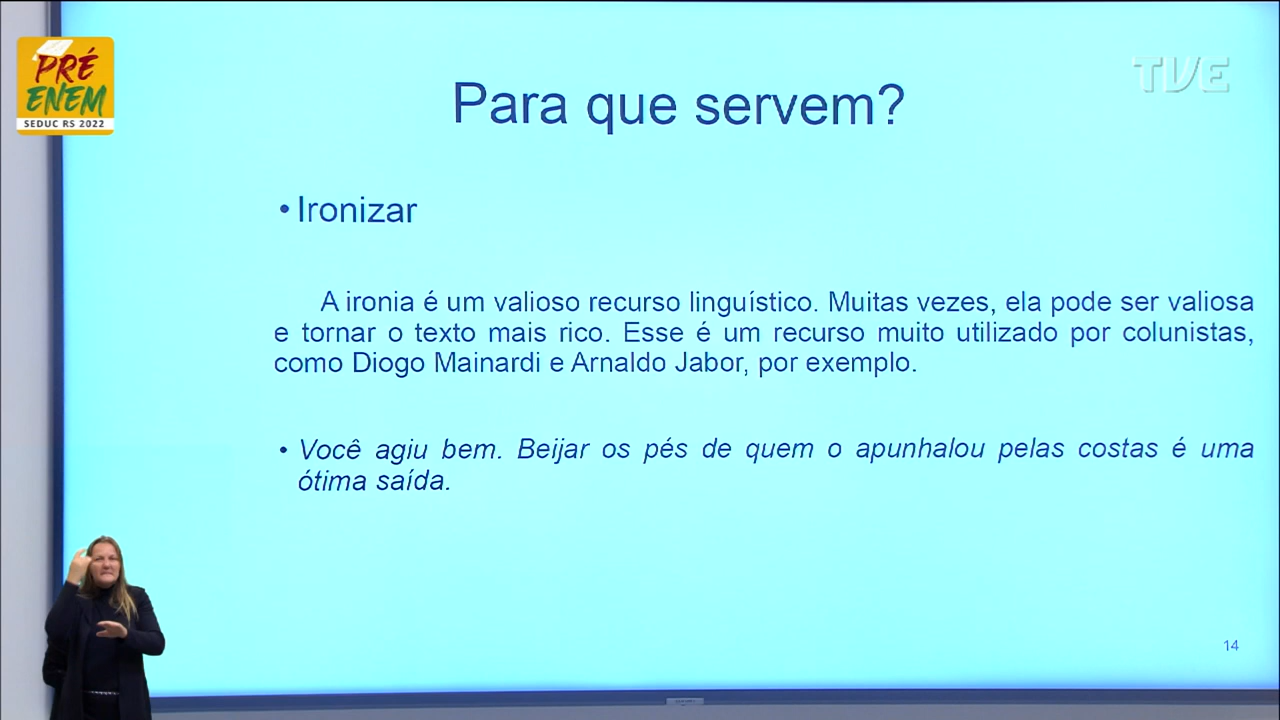 PRÉ
ENEM
SEDUC RS 2022
TVE
Para que servem?
• Ironizar
A ironia é um valioso recurso linguístico. Muitas vezes, ela pode ser valiosa
e tornar o texto mais rico. Esse é um recurso muito utilizado por colunistas,
como Diogo Mainardi e Arnaldo Jabor, por exemplo.
• Você agiu bem. Beijar os pés de quem o apunhalou pelas costas é uma
ótima saída.
14